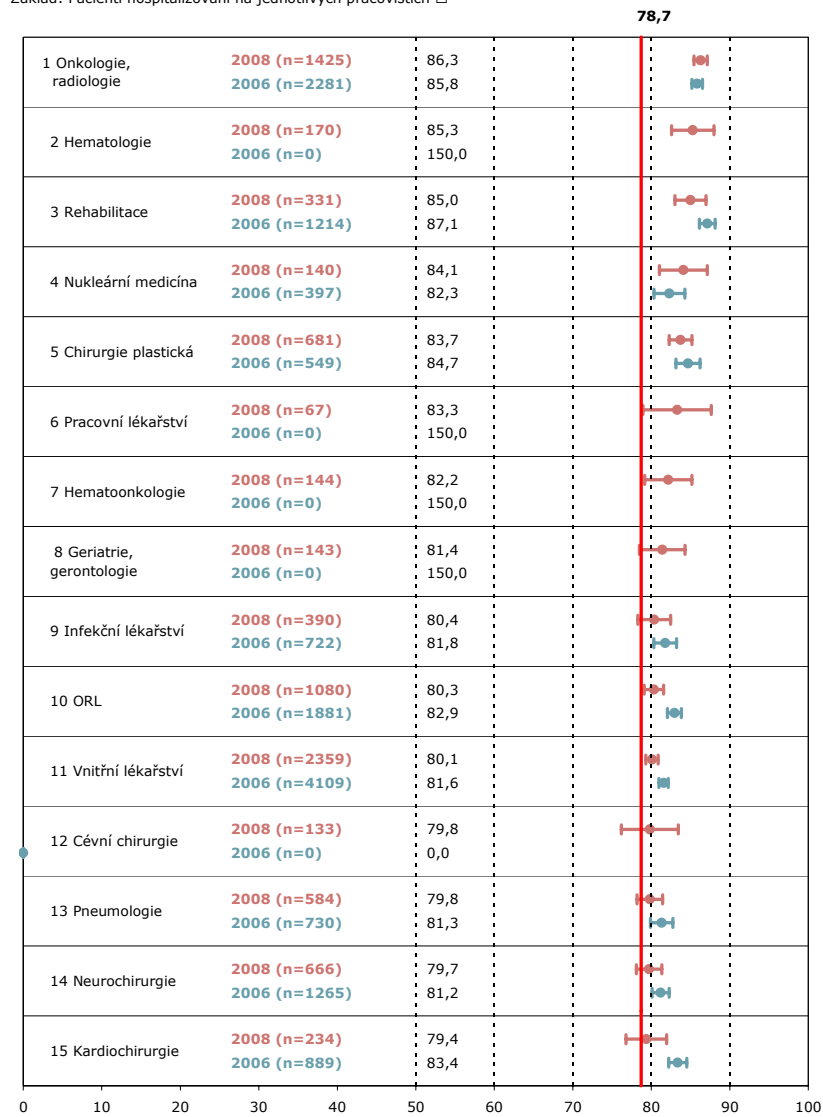 Základ: Pacienti hospitalizovaní na jednotlivých pracovištích □
78,7
1 Onkologie, radiologie
2008 (n=1425) 86,3
2006 (n=2281) 85,8
2 Hematologie
2008 (n=170) 85,3
2006 (n=0) 150,0
3 Rehabilitace
2008 (n=331) 85,0
2006 (n=1214) 87,1
4 Nukleární medicína
2008 (n=140) 84,1
2006 (n=397) 82,3
5 Chirurgie plastická
2008 (n=681) 83,7
2006 (n=549) 84,7
6 Pracovní lékařství
2008 (n=67) 83,3
2006 (n=0) 150,0
7 Hematoonkologie
2008 (n=144) 82,2
2006 (n=0) 150,0
8 Geriatrie, gerontologie
2008 (n=143) 81,4
2006 (n=0) 150,0
9 Infekční lékařství
2008 (n=390) 80,4
2006 (n=722) 81,8
10 ORL
2008 (n=1080) 80,3
2006 (n=1881) 82,9
11 Vnitřní lékařství
2008 (n=2359) 80,1
2006 (n=4109) 81,6
12 Cévní chirurgie
2008 (n=133) 79,8
2006 (n=0) 0,0
13 Pneumologie
2008 (n=584) 79,8
2006 (n=730) 81,3
14 Neurochirurgie
2008 (n=666) 79,7
2006 (n=1265) 81,2
15 Kardiochirurgie
2008 (n=234) 79,4
2006 (n=889) 83,4
0 10 20 30 40 50 60 70 80 90 100